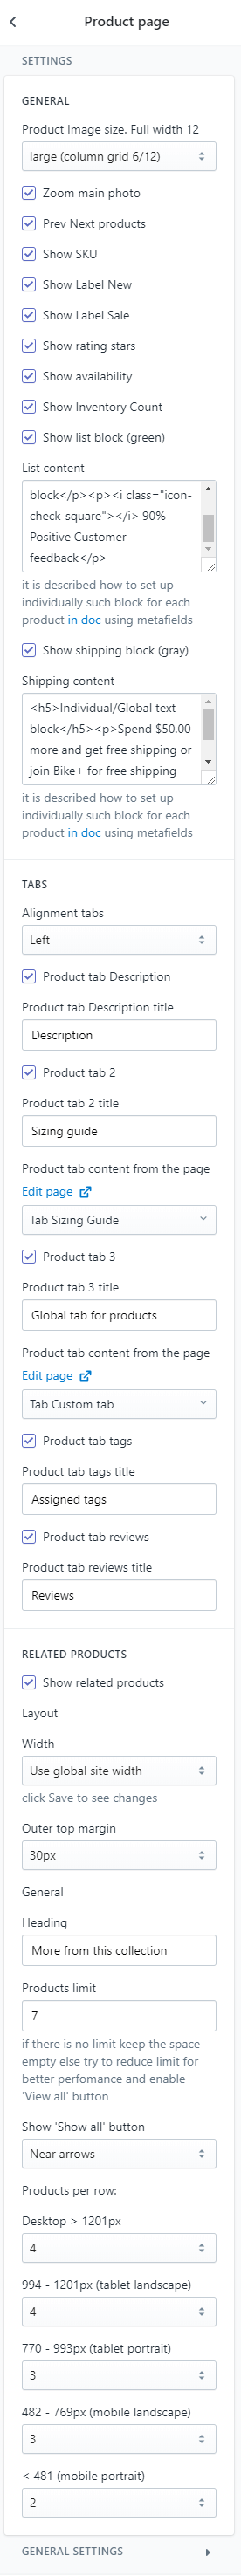 Product page
SETTINGS
GENERAL
Product Image size. Full width 12
large (column grid 6/12)
Zoom main photo
Prev Next products
Show SKU
Show Label New
Show Label Sale
Show rating stars
Show availability
Show Inventory Count
Show list block (green)
List content
block</p><p><i class="icon-
check-square"></i> 90%
Positive Customer
feedback</p>
it is described how to set up
individually such block for each
product in doc using metafields
Show shipping block (gray)
Shipping content
<h5>Individual/Global text
block</h5><p>Spend $50.00
more and get free shipping or
join Bike+ for free shipping
it is described how to set up
individually such block for each
product in doc using metafields
TABS
Alignment tabs
Left
Product tab Description
Product tab Description title
Description
Product tab 2
Product tab 2 title
Sizing guide
Product tab content from the page
Edit page
Tab Sizing Guide
Product tab 3
Product tab 3 title
Global tab for products
Product tab content from the page
Edit page
Tab Custom tab
Product tab tags
Product tab tags title
Assigned tags
Product tab reviews
Product tab reviews title
Reviews
RELATED PRODUCTS
Show related products
Layout
Width
Use global site width
click Save to see changes
Outer top margin
30px
General
Heading
More from this collection
Products limit
7
if there is no limit keep the space
empty else try to reduce limit for
better perfomance and enable
'View all' button
Show 'Show all' button
Near arrows
Products per row:
Desktop > 1201px
4
994 - 1201px (tablet landscape)
4
770 - 993px (tablet portrait)
3
482 - 769px (mobile landscape)
3
< 481 (mobile portrait)
2
GENERAL SETTINGS